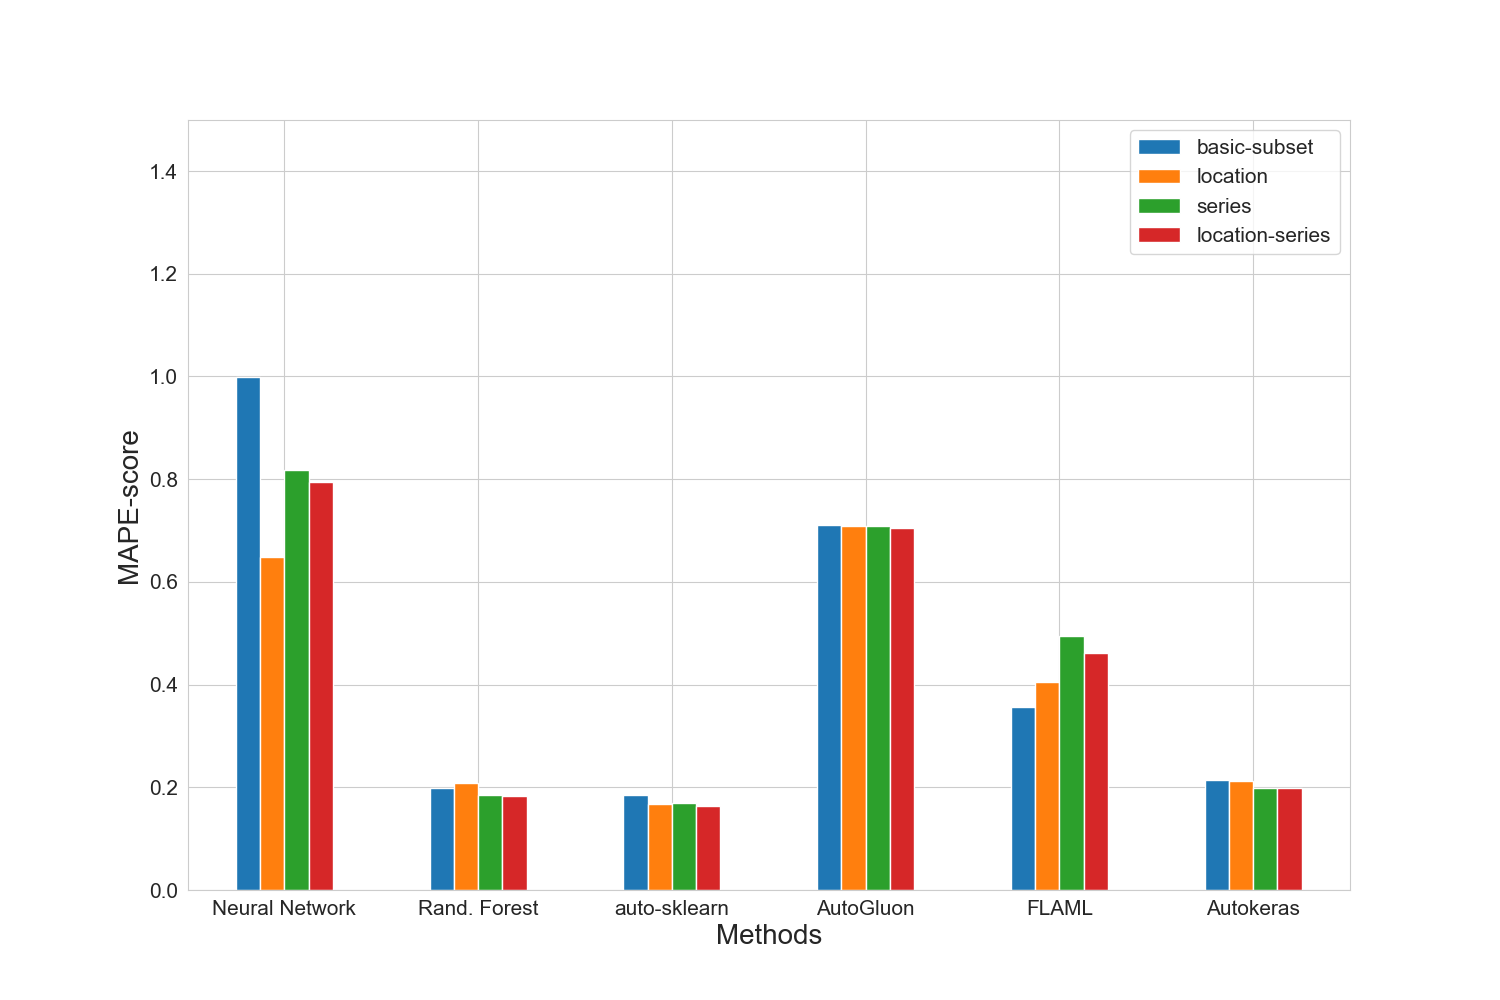 basic-subset
location
series
location-series
1.4
1.2
1.0
0.8
0.6
0.4
0.2
0.0
MAPE-score
Neural Network Rand. Forest auto-sklearn AutoGluon FLAML Autokeras
Methods